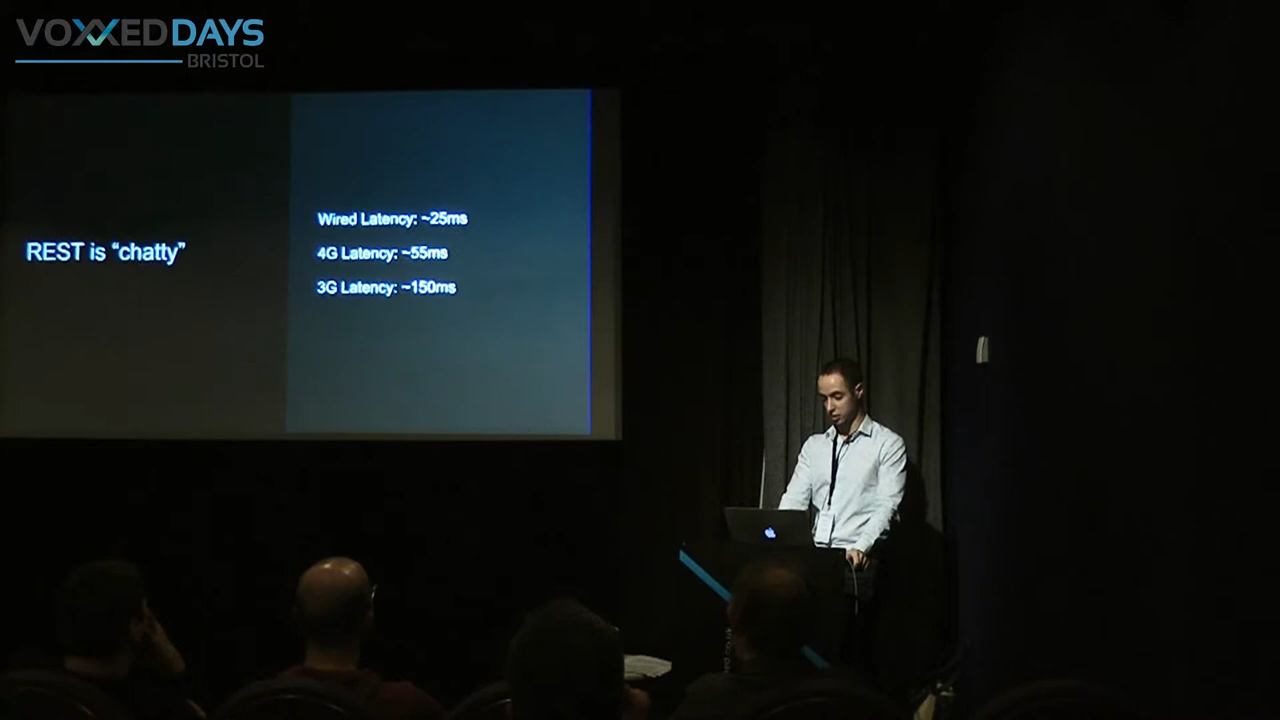 VOXXEDDAYS
BRISTOL
REST is “chatty”
Wired Latency: ~25ms
4G Latency: ~55ms
3G Latency: ~150ms